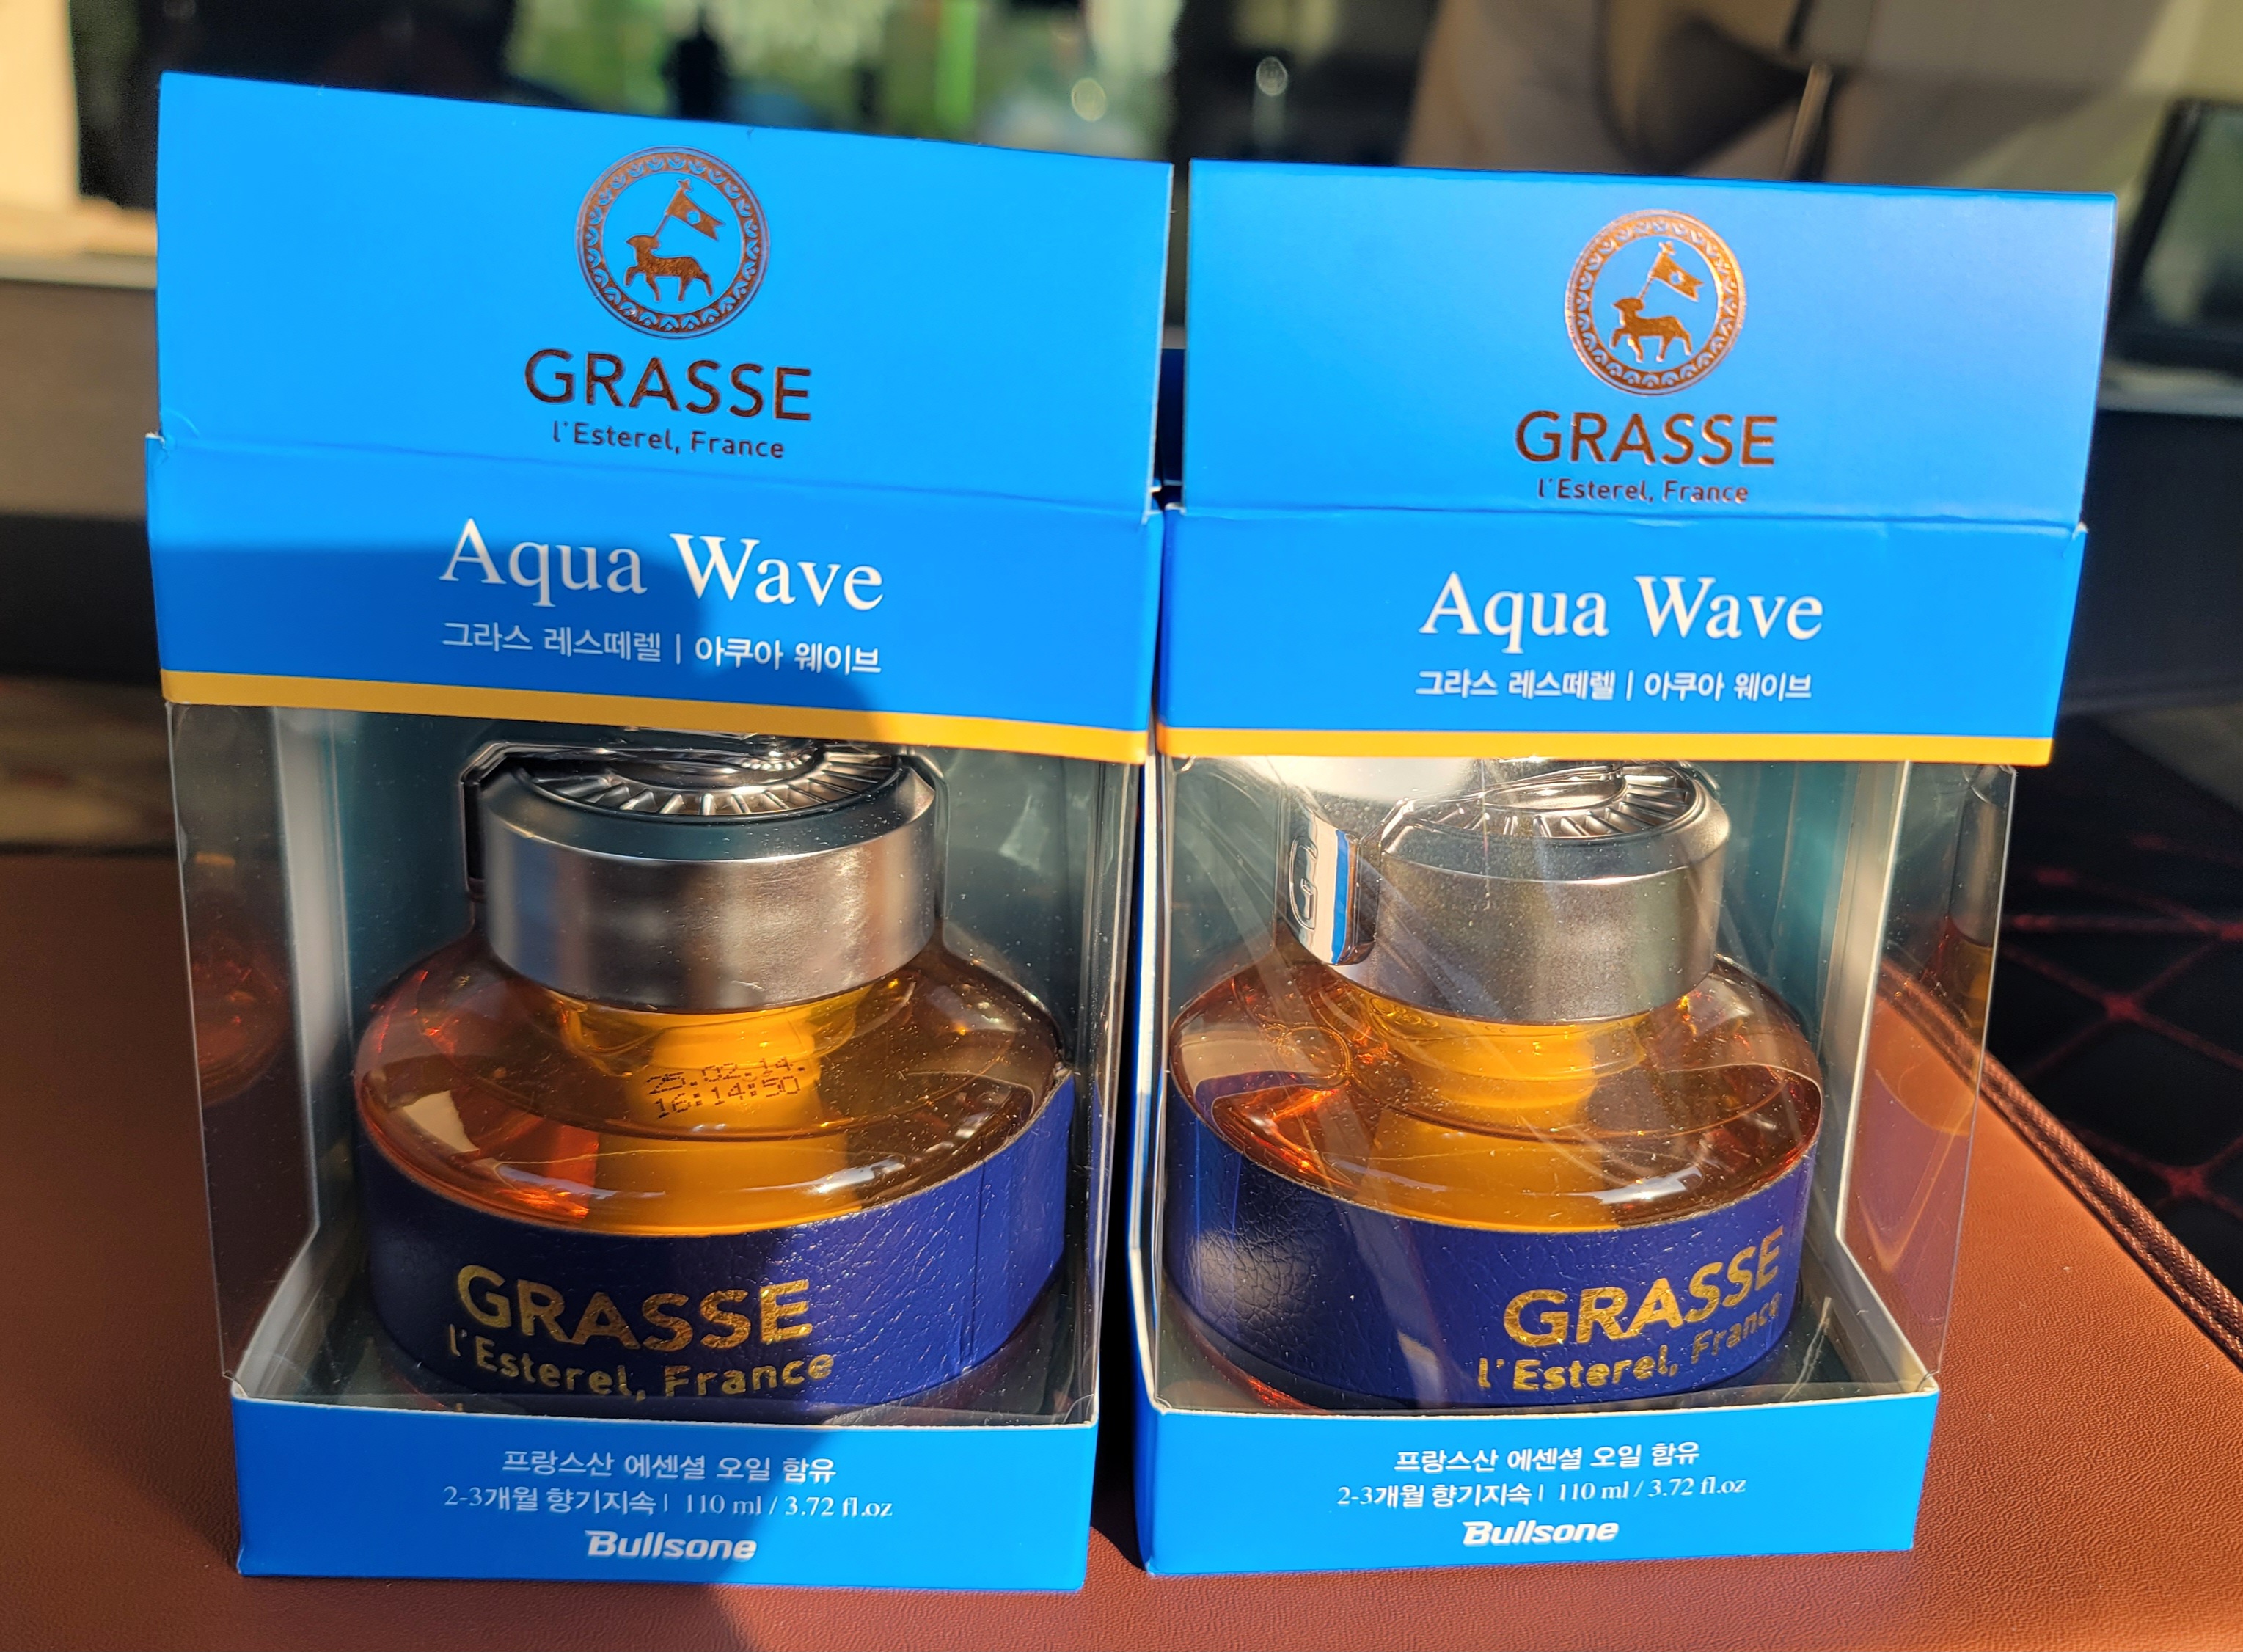 GRASSE
l'Esterel, France
Aqua Wave
그라스 레스떼렐 | 아쿠아 웨이브
25.02.14.
16:14:50
GRASSE
l'Esterel, France
프랑스산 에센셜 오일 함유
2-3개월 향기지속 | 110 ml / 3.72 fl.oz
Bullsone
GRASSE
l'Esterel, France
Aqua Wave
그라스 레스떼렐 | 아쿠아 웨이브
G
GRASSE
l'Esterel, France
프랑스산 에센셜 오일 함유
2-3개월 향기지속 | 110 ml / 3.72 fl.oz
Bullsone